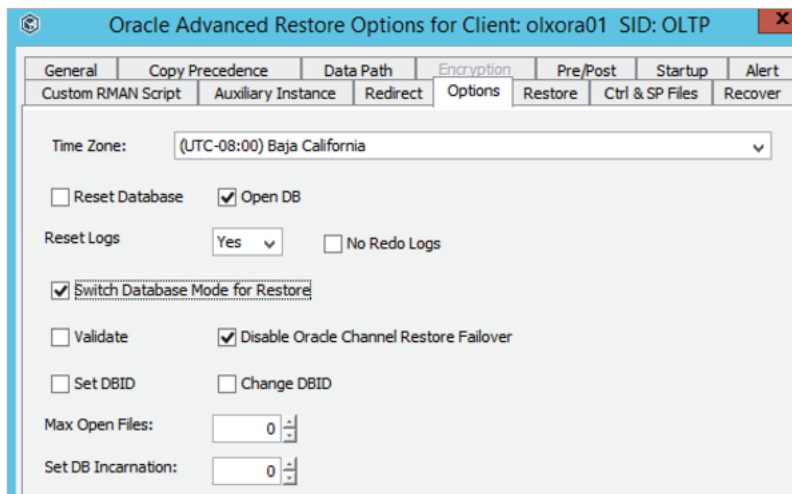 Oracle Advanced Restore Options for Client: olxora01 SID: OLTP X
General Copy Precedence Data Path Encryption Pre/Post Startup Alert
Custom RMAN Script Auxiliary Instance Redirect Options Restore Ctrl & SP Files Recover
Time Zone: (UTC-08:00) Baja California
Reset Database Open DB
Reset Logs Yes No Redo Logs
Switch Database Mode for Restore
Validate Disable Oracle Channel Restore Failover
Set DBID Change DBID
Max Open Files: 0
Set DB Incarnation: 0